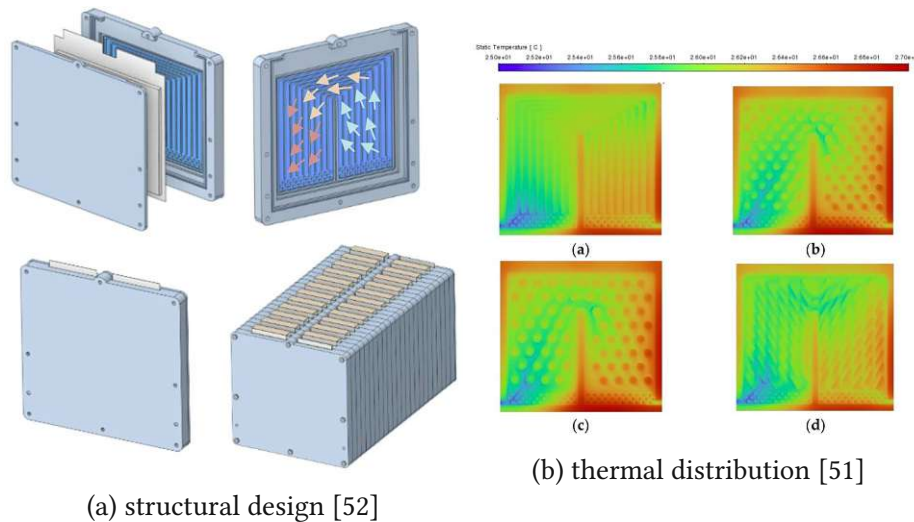 Static Temperature [ C ]
2.50e+01 2.52e+01 2.54e+01 2.56e+01 2.58e+01 2.60e+01 2.62e+01 2.64e+01 2.66e+01 2.68e+01 2.70e+
(a) (b)
(c) (d)
(b) thermal distribution [51]
(a) structural design [52]